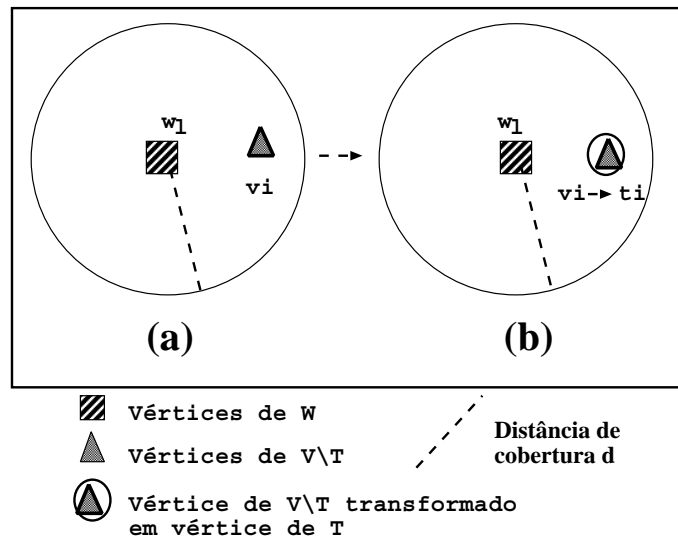 w1
vi
w1
vi→ ti
(a)
(b)
Vértices de W
Vértices de V\T
Vértice de V\T transformado
em vértice de T
Distância de
cobertura d